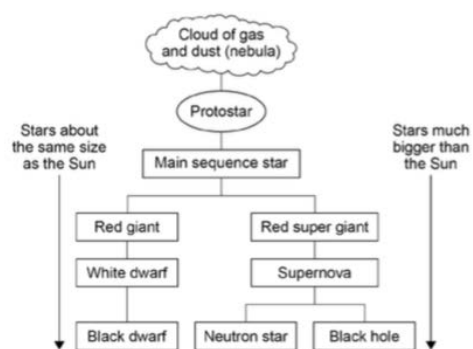 Cloud of gas
and dust (nebula)
Protostar
Stars about
the same size
as the Sun
Stars much
bigger than
the Sun
Main sequence star
Red giant
Red super giant
White dwarf
Supernova
Black dwarf
Neutron star
Black hole